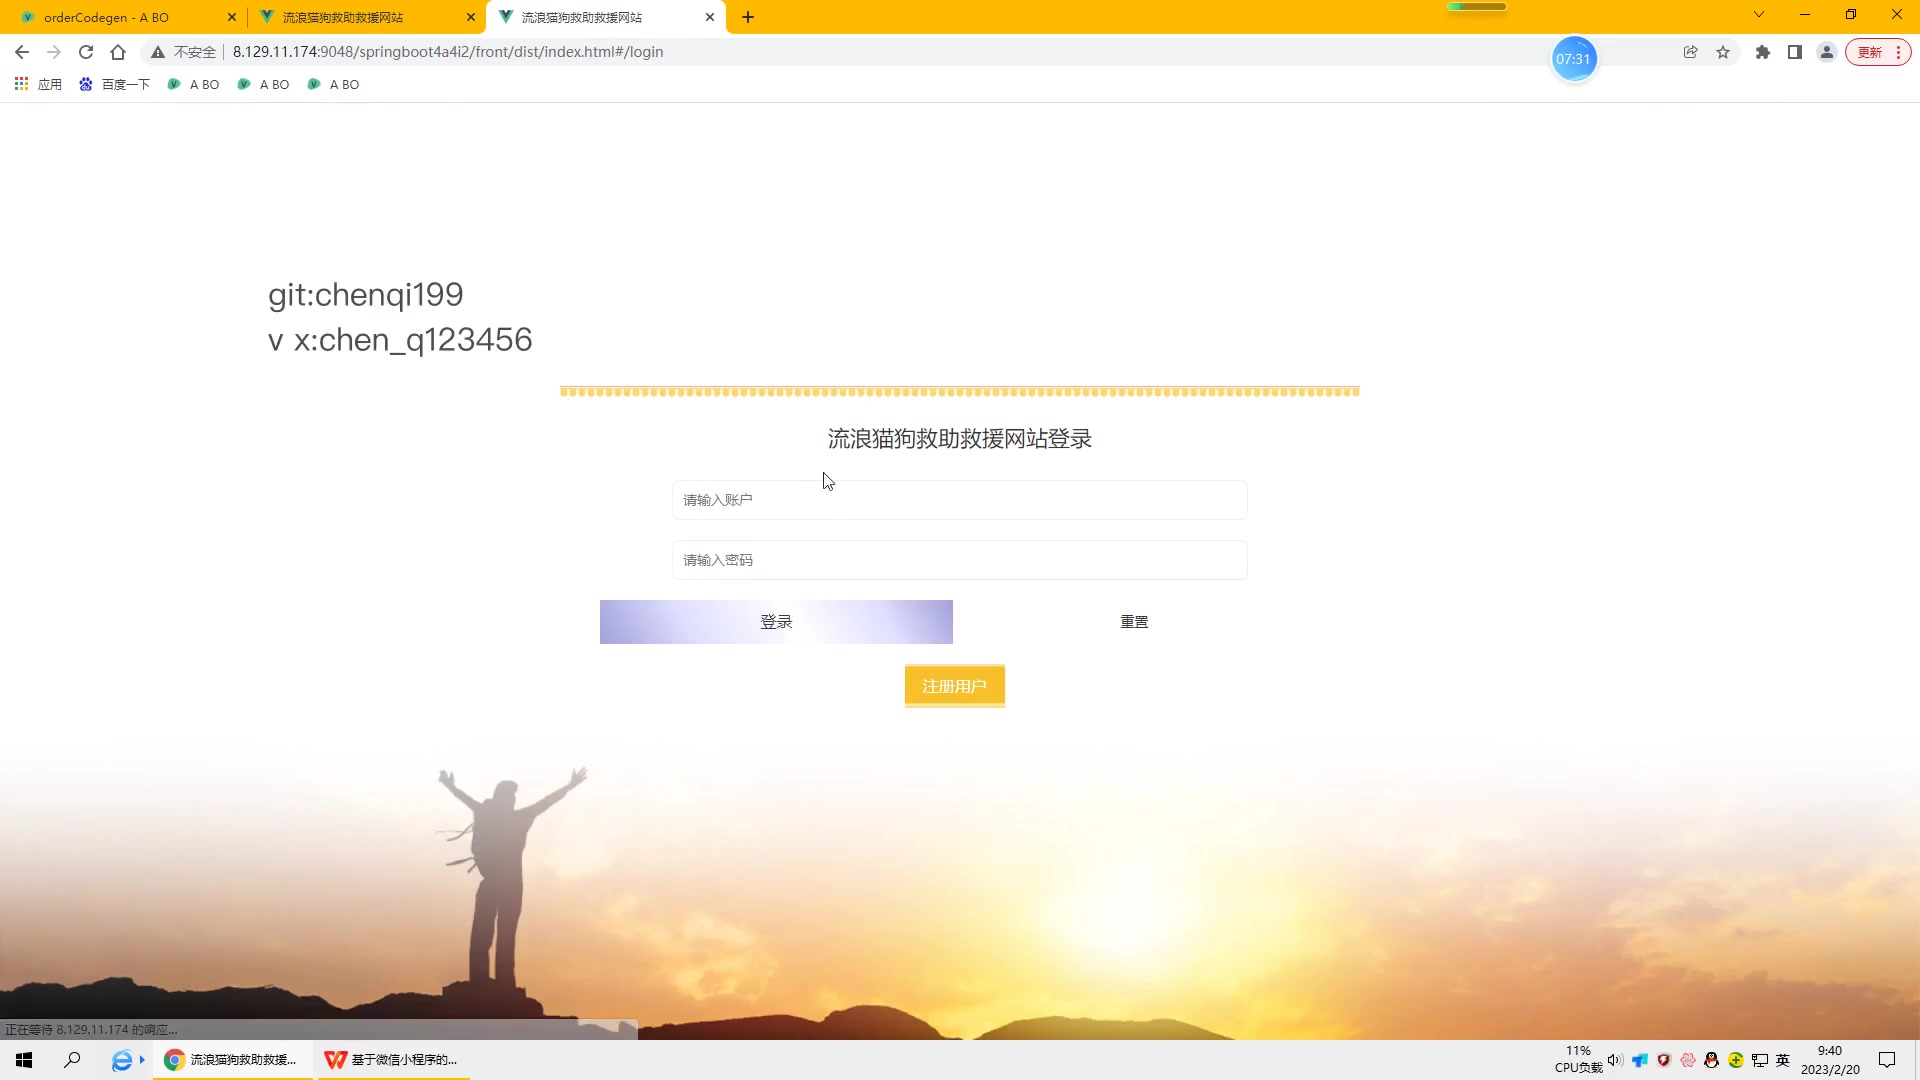 orderCodegen - A BO
流浪猫狗救助救援网站
流浪猫狗救助救援网站
不安全
8.129.11.174:9048/springboot4a4i2/front/dist/index.html#/login
07:31
更新
应用
百度一下
A BO
A BO
A BO
git:chenqi199
v x:chen_q123456
流浪猫狗救助救援网站登录
请输入账户
请输入密码
登录
重置
注册用户
正在等待 8.129.11.174 的响应...
流浪猫狗救助救援...
基于微信小程序的...
11%
CPU负载
英
9:40
2023/2/20